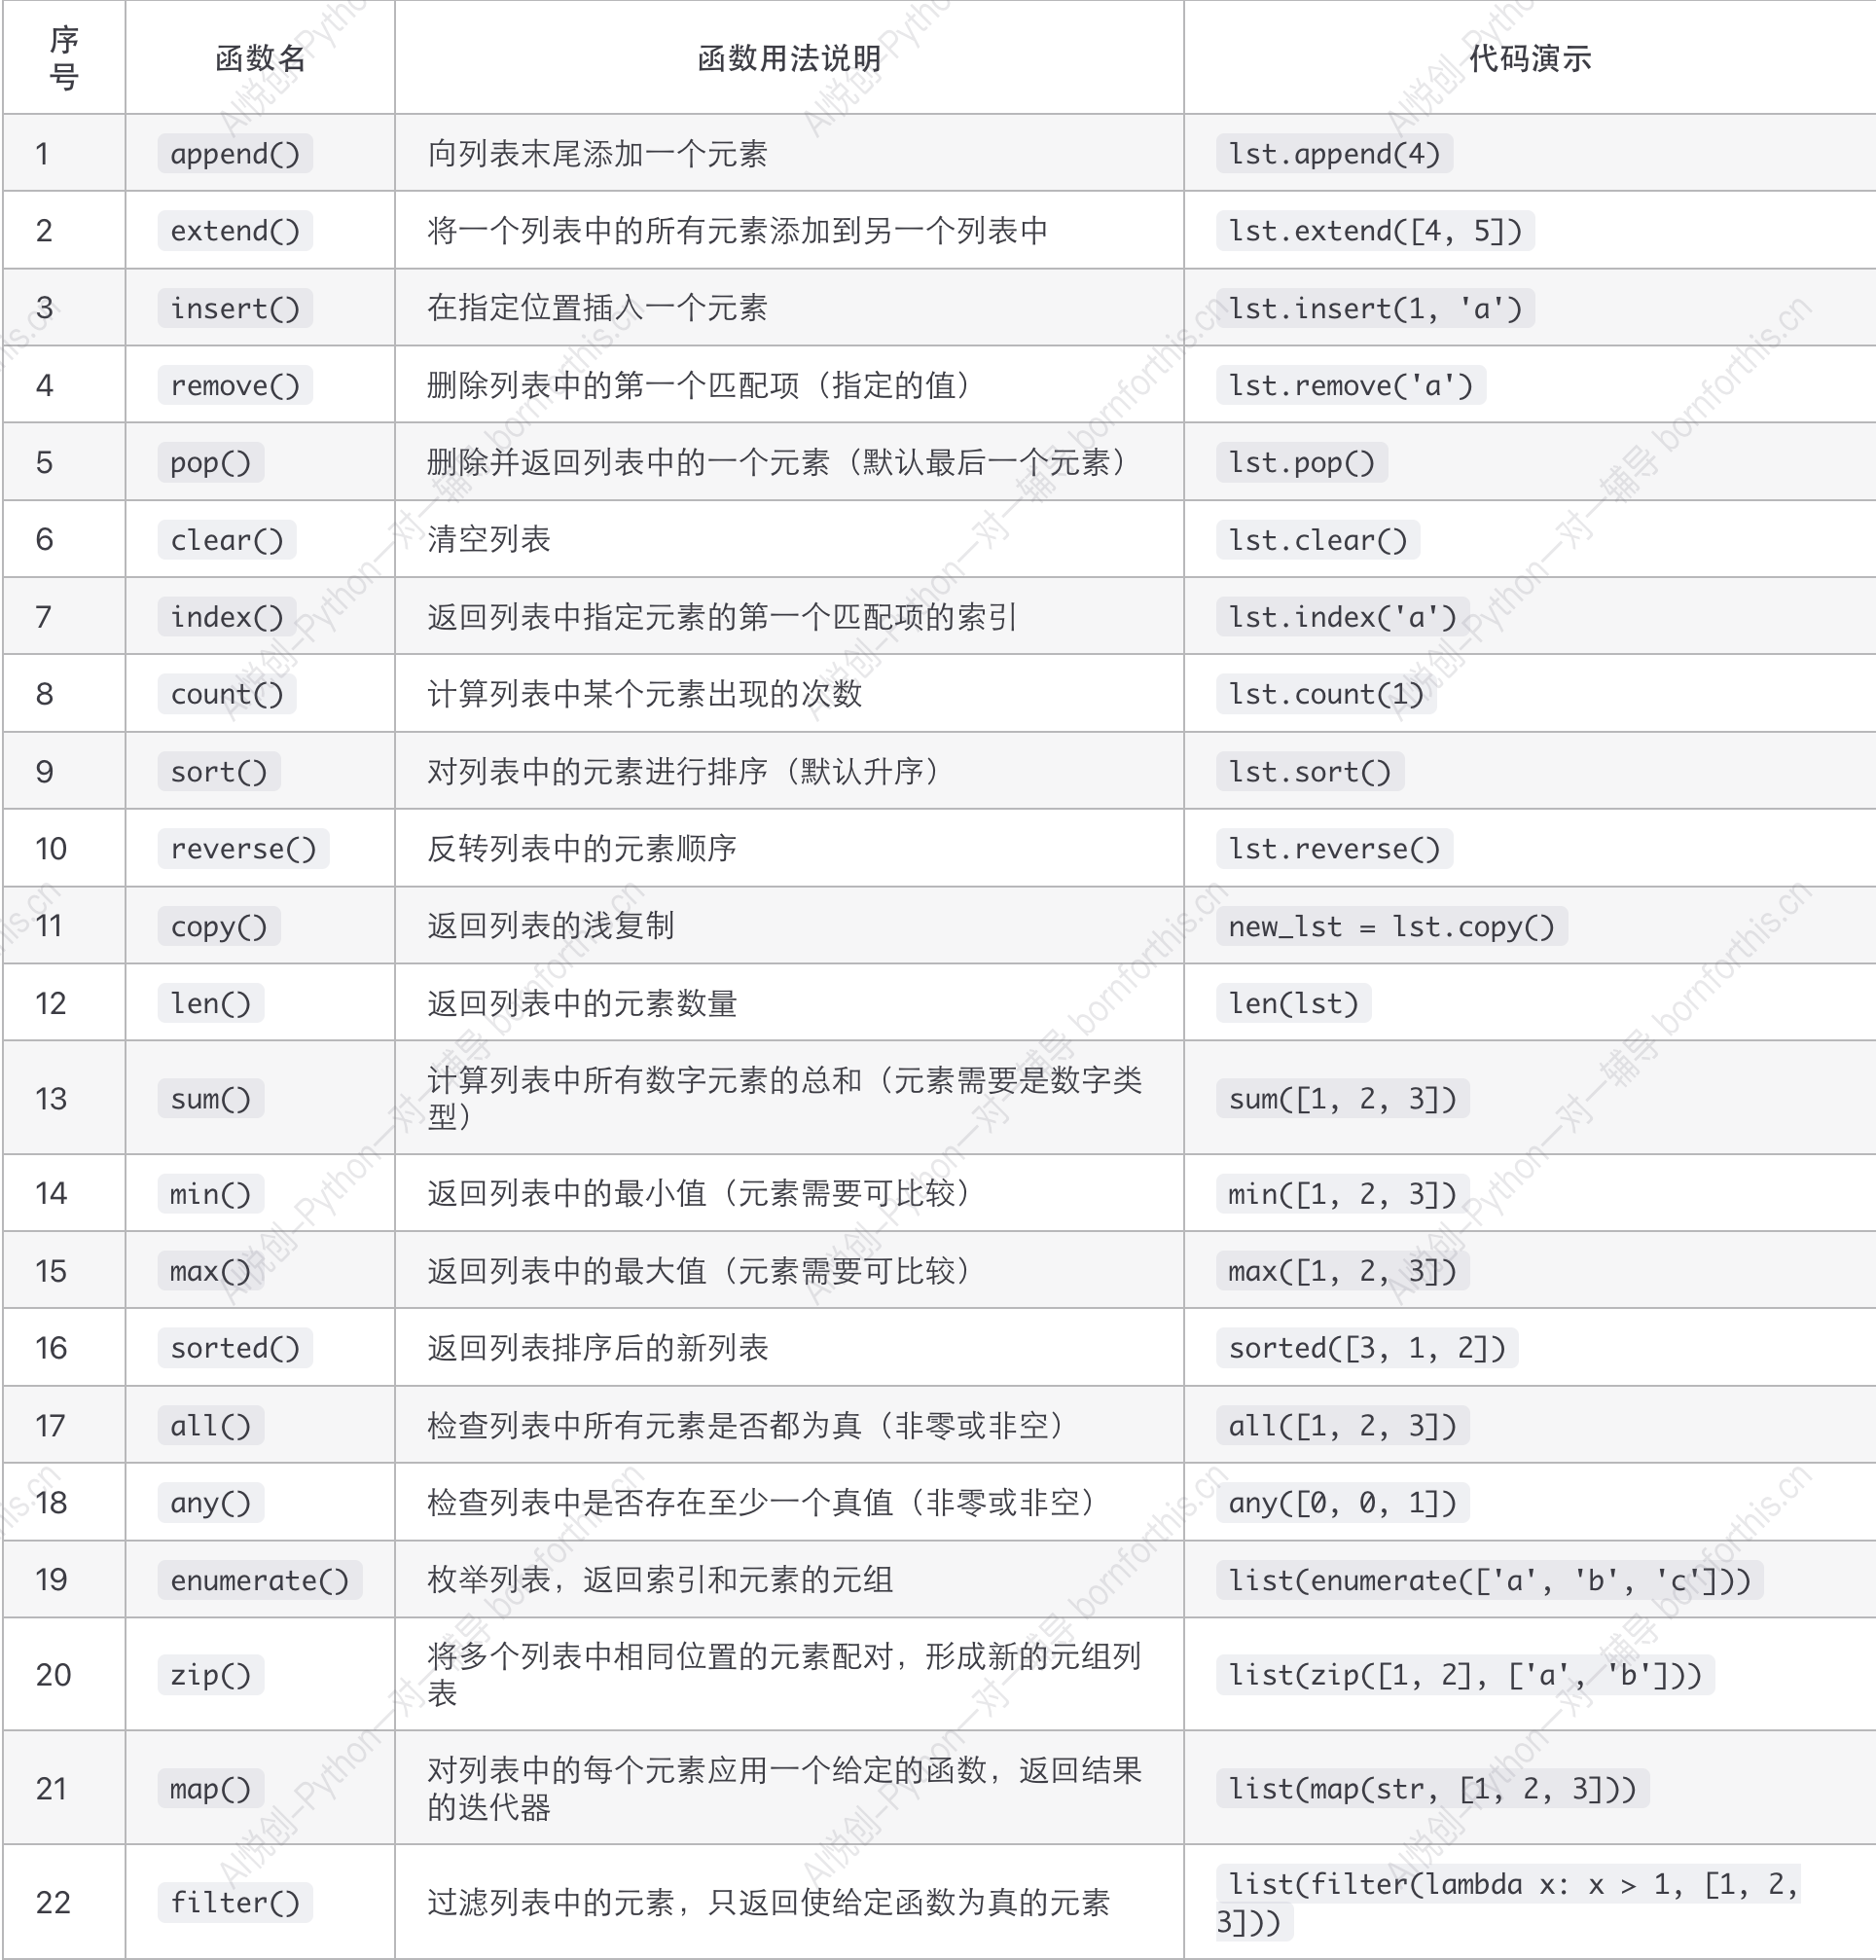 序号 函数名 函数用法说明 代码演示
1 append() 向列表末尾添加一个元素 lst.append(4)
2 extend() 将一个列表中的所有元素添加到另一个列表中 lst.extend([4, 5])
3 insert() 在指定位置插入一个元素 lst.insert(1, 'a')
4 remove() 删除列表中的第一个匹配项（指定的值） lst.remove('a')
5 pop() 删除并返回列表中的一个元素（默认最后一个元素） lst.pop()
6 clear() 清空列表 lst.clear()
7 index() 返回列表中指定元素的第一个匹配项的索引 lst.index('a')
8 count() 计算列表中某个元素出现的次数 lst.count(1)
9 sort() 对列表中的元素进行排序（默认升序） lst.sort()
10 reverse() 反转列表中的元素顺序 lst.reverse()
11 copy() 返回列表的浅复制 new_lst = lst.copy()
12 len() 返回列表中的元素数量 len(lst)
13 sum() 计算列表中所有数字元素的总和（元素需要是数字类
型） sum([1, 2, 3])
14 min() 返回列表中的最小值（元素需要可比较） min([1, 2, 3])
15 max() 返回列表中的最大值（元素需要可比较） max([1, 2, 3])
16 sorted() 返回列表排序后的新列表 sorted([3, 1, 2])
17 all() 检查列表中所有元素是否都为真（非零或非空） all([1, 2, 3])
18 any() 检查列表中是否存在至少一个真值（非零或非空） any([0, 0, 1])
19 enumerate() 枚举列表，返回索引和元素的元组 list(enumerate(['a', 'b', 'c']))
20 zip() 将多个列表中相同位置的元素配对，形成新的元组列
表 list(zip([1, 2], ['a', 'b']))
21 map() 对列表中的每个元素应用一个给定的函数，返回结果
的迭代器 list(map(str, [1, 2, 3]))
22 filter() 过滤列表中的元素，只返回使给定函数为真的元素 list(filter(lambda x: x > 1, [1, 2,
3]))
AI悦创-Python一对一辅导 bornforthis.cn